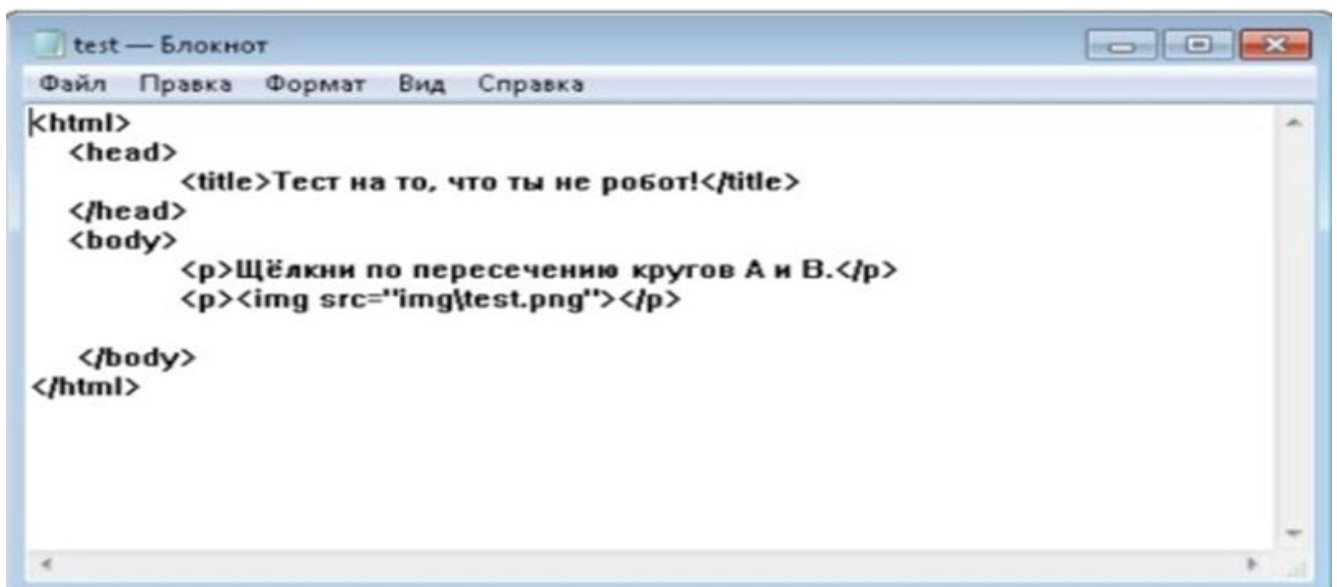 test — Блокнот
Файл Правка Формат Вид Справка
<html>
<head>
<title>Тест на то, что ты не робот!</title>
</head>
<body>
<p>Щёлкни по пересечению кругов А и В.</p>
<p><img src="img\test.png"></p>
</body>
</html>